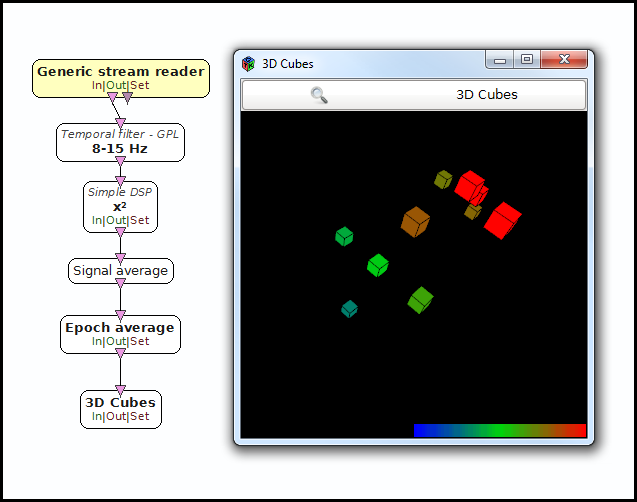 Generic stream reader
In|Out|Set
Temporal filter - GPL
8-15 Hz
Simple DSP
x²
In|Out|Set
Signal average
Epoch average
In|Out|Set
3D Cubes
In|Out|Set
3D Cubes
3D Cubes